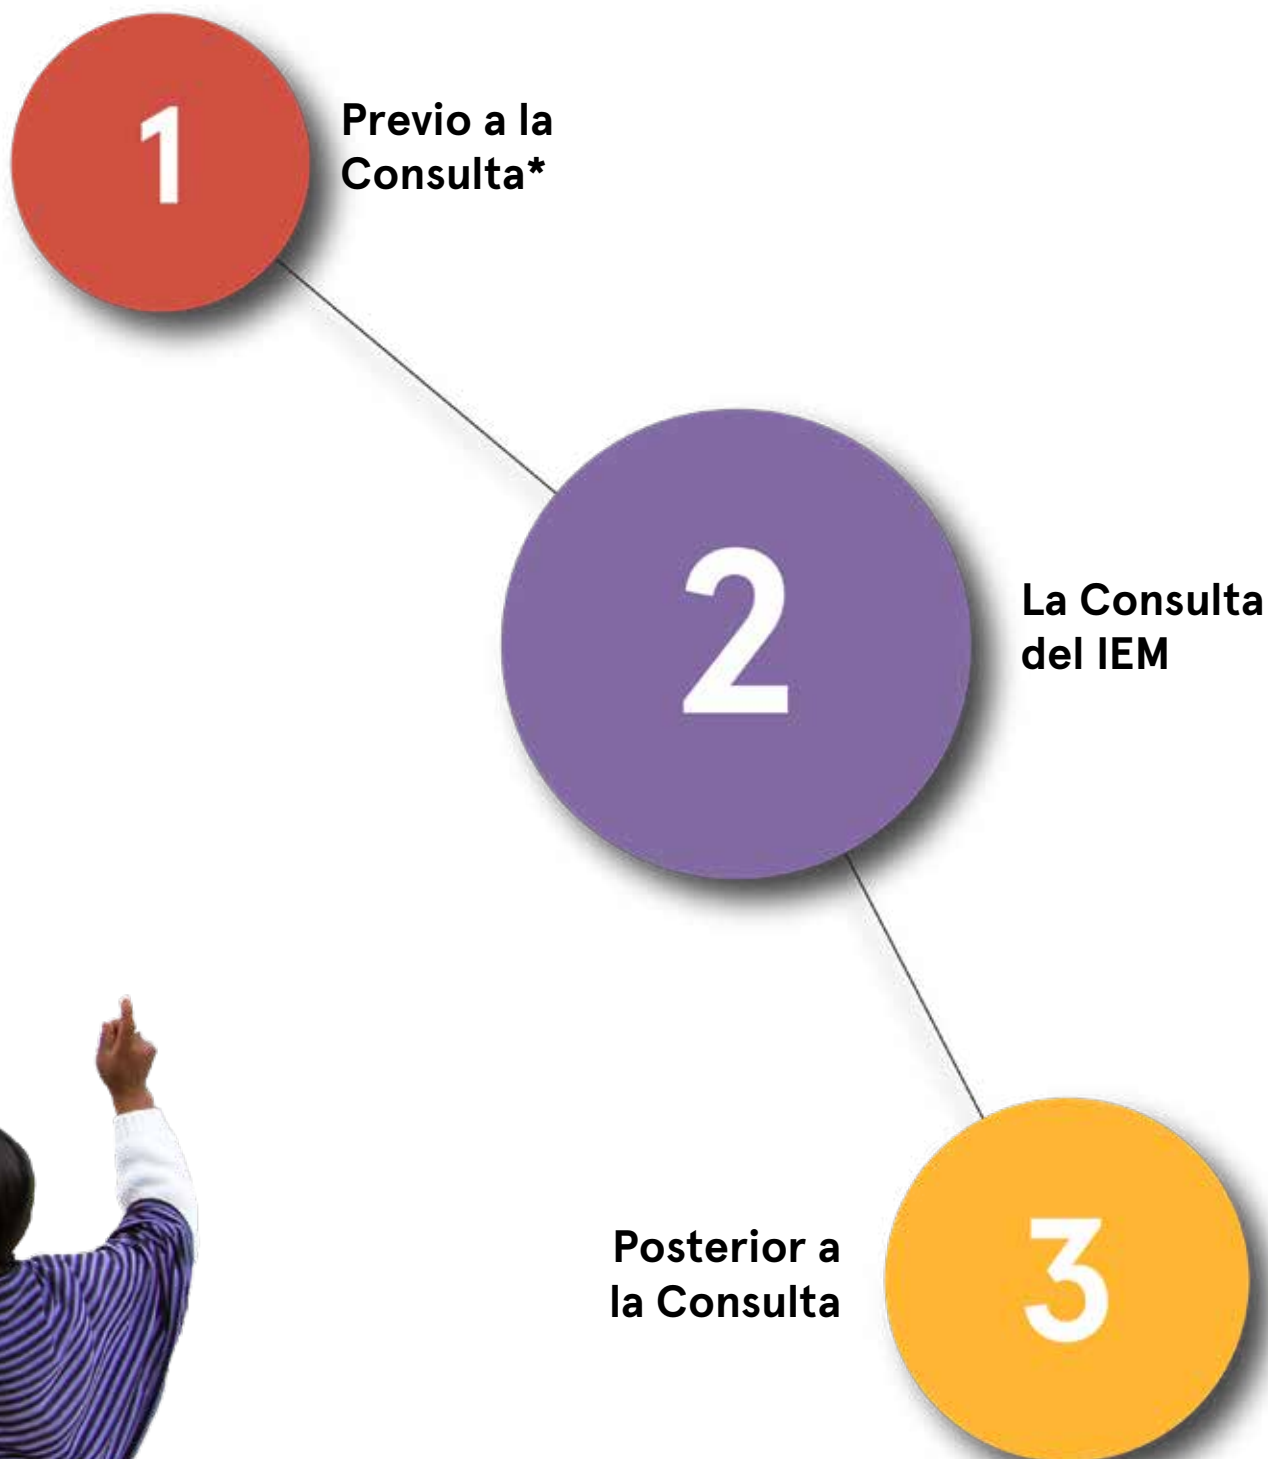 1
Previo a la
Consulta*
2
La Consulta
del IEM
Posterior a
la Consulta
3